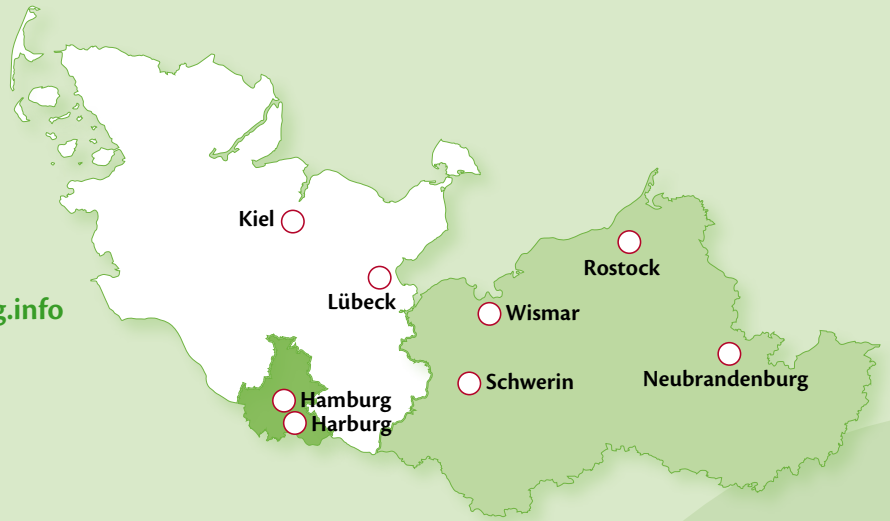 Kiel
Rostock
Lübeck
g.info
Wismar
Schwerin
Neubrandenburg
Hamburg
Harburg